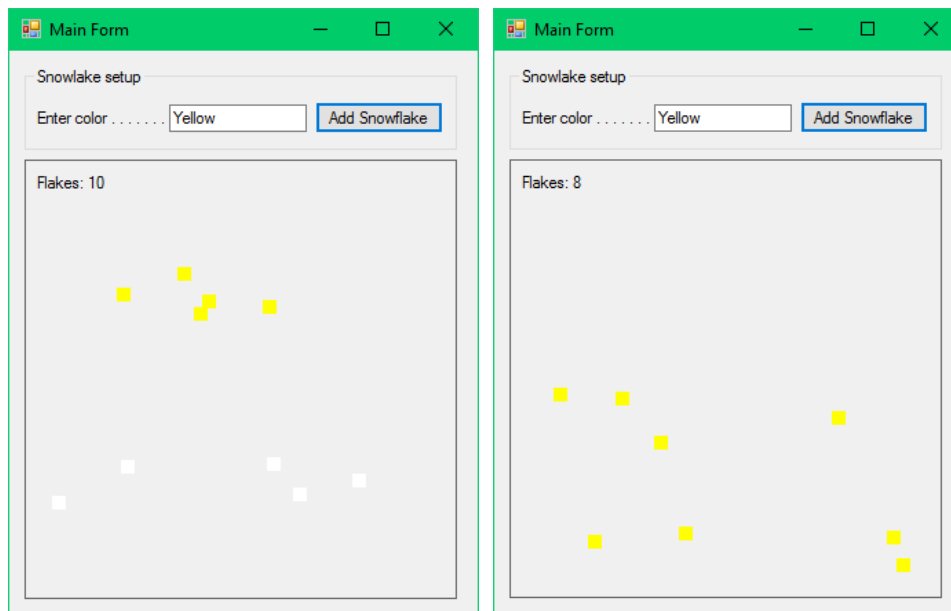 Main Form
Snowlake setup
Enter color . . . . . . . Yellow Add Snowflake
Flakes: 10
Main Form
Snowlake setup
Enter color . . . . . . . Yellow Add Snowflake
Flakes: 8